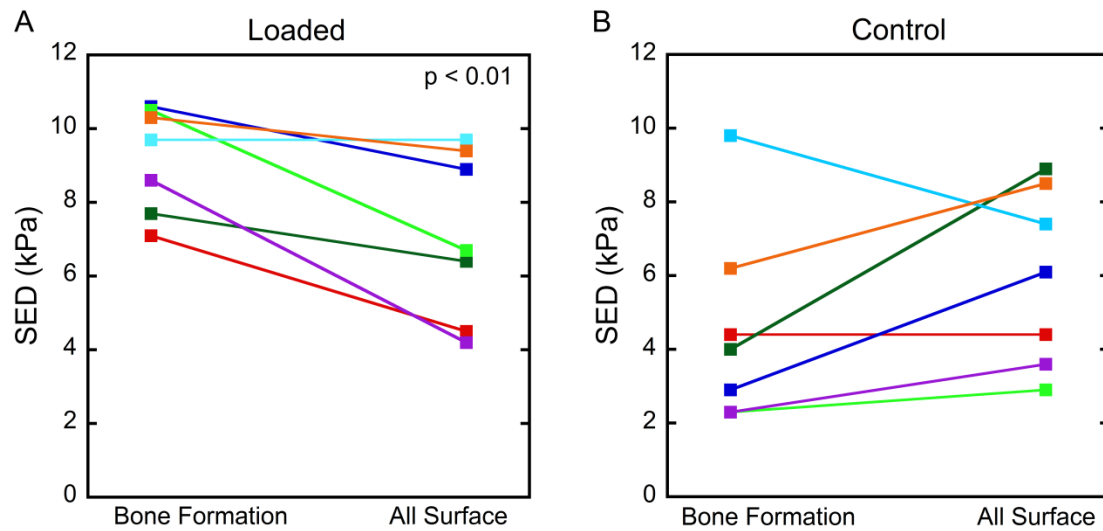 A
Loaded
p < 0.01
SED (kPa)
12
10
8
6
4
2
0
Bone Formation
All Surface
B
Control
SED (kPa)
12
10
8
6
4
2
0
Bone Formation
All Surface